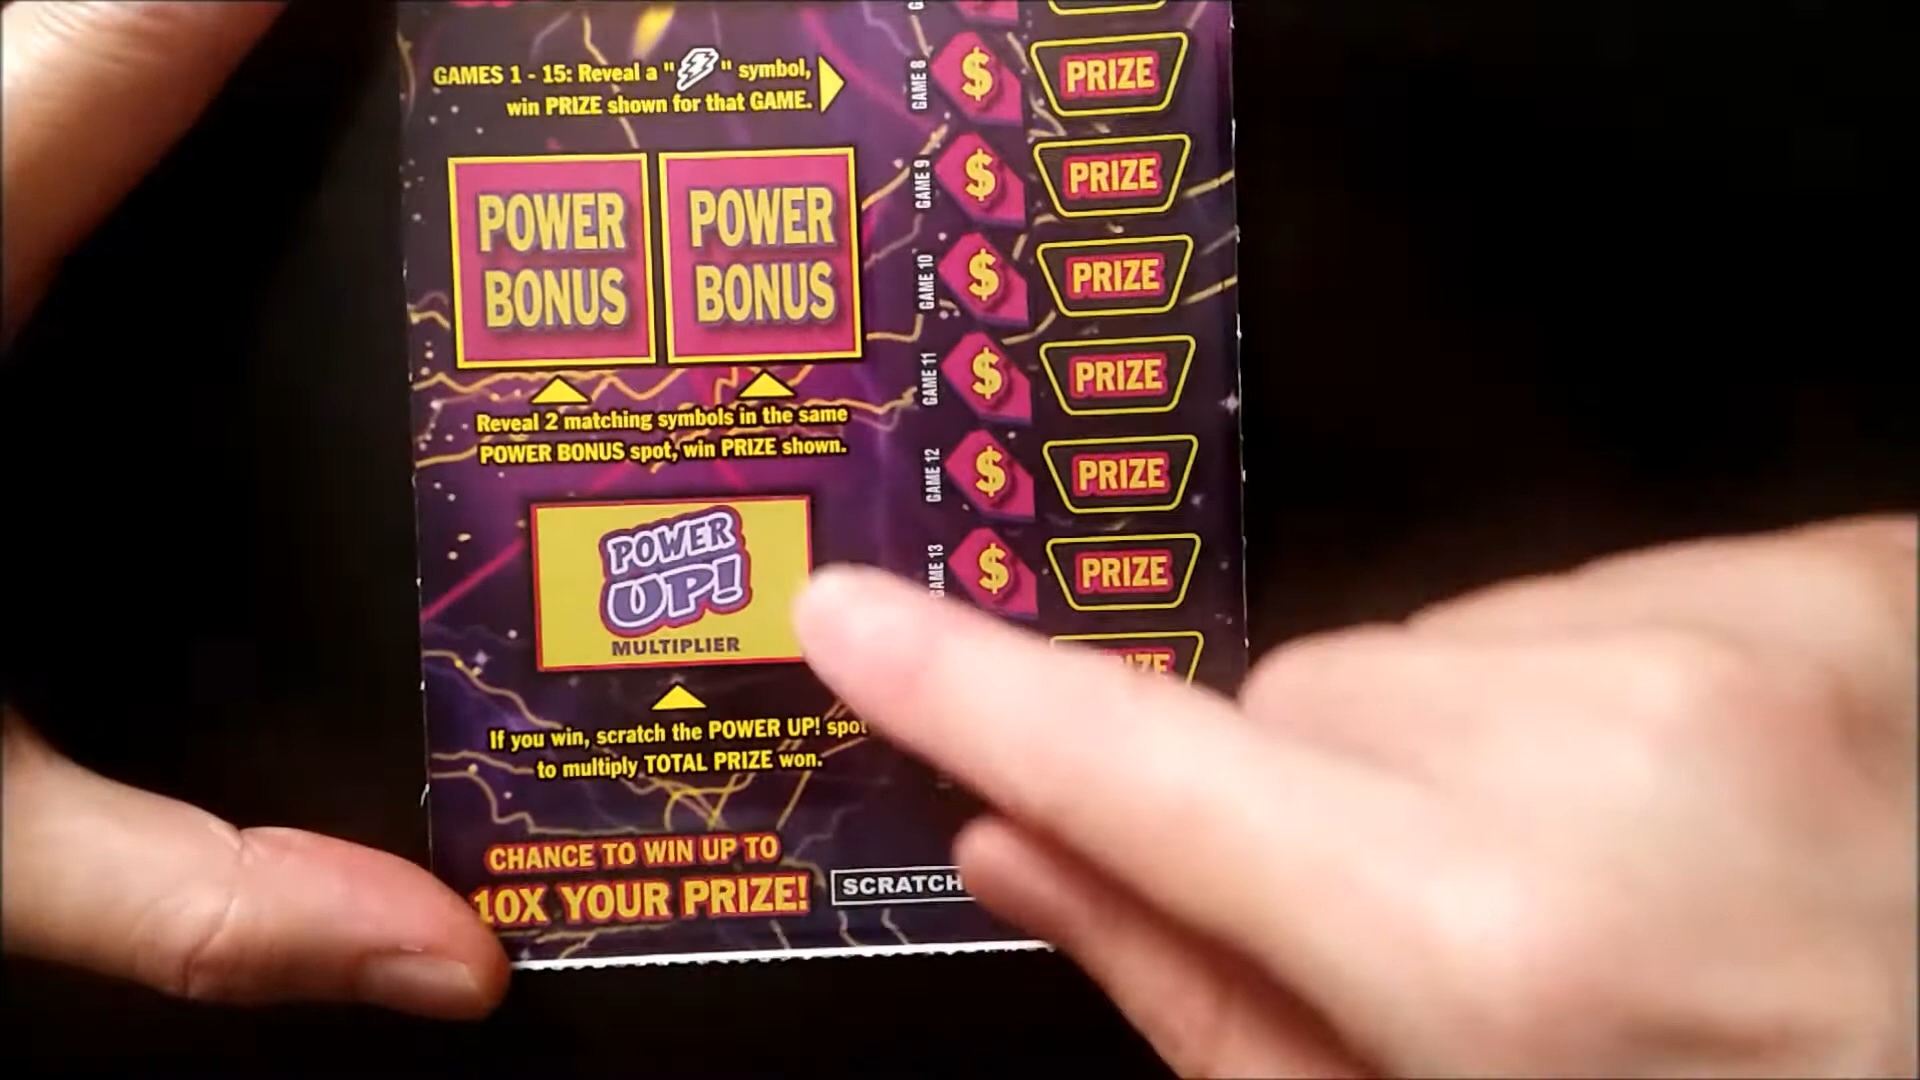 GAMES 1 - 15: Reveal a " " symbol,
win PRIZE shown for that GAME.
POWER
BONUS
POWER
BONUS
Reveal 2 matching symbols in the same
POWER BONUS spot, win PRIZE shown.
POWER
UP!
MULTIPLIER
If you win, scratch the POWER UP! spot
to multiply TOTAL PRIZE won.
CHANCE TO WIN UP TO
10X YOUR PRIZE!
SCRATCH
GAME 8 $ PRIZE
GAME 9 $ PRIZE
GAME 10 $ PRIZE
GAME 11 $ PRIZE
GAME 12 $ PRIZE
GAME 13 $ PRIZE